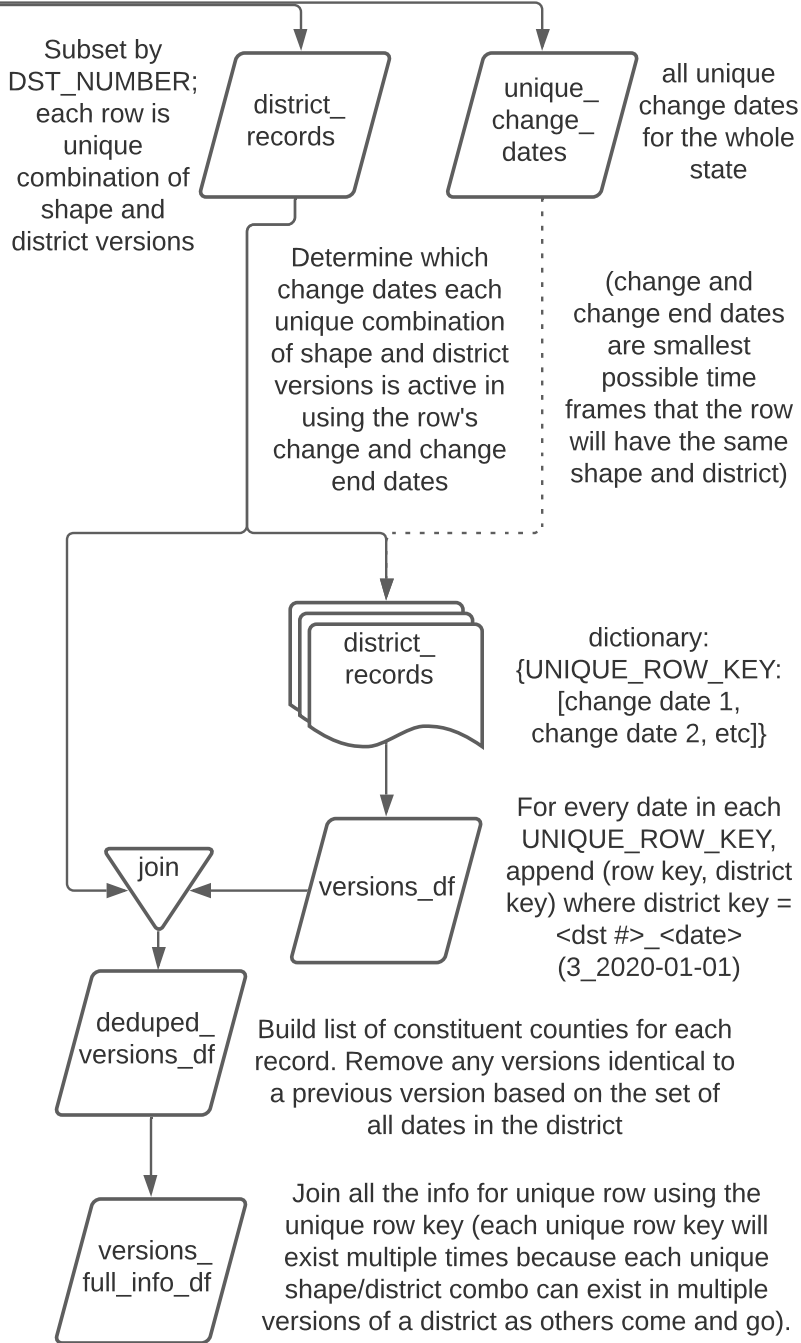 Subset by
DST_NUMBER;
each row is
unique
combination of
shape and
district versions
district_
records
unique_
change_
dates
all unique
change dates
for the whole
state
Determine which
change dates each
unique combination
of shape and district
versions is active in
using the row's
change and change
end dates
(change and
change end dates
are smallest
possible time
frames that the row
will have the same
shape and district)
district_
records
dictionary:
{UNIQUE_ROW_KEY:
[change date 1,
change date 2, etc]}
join
versions_df
For every date in each
UNIQUE_ROW_KEY,
append (row key, district
key) where district key =
<dst #>_<date>
(3_2020-01-01)
deduped_
versions_df
Build list of constituent counties for each
record. Remove any versions identical to
a previous version based on the set of
all dates in the district
versions_
full_info_df
Join all the info for unique row using the
unique row key (each unique row key will
exist multiple times because each unique
shape/district combo can exist in multiple
versions of a district as others come and go).